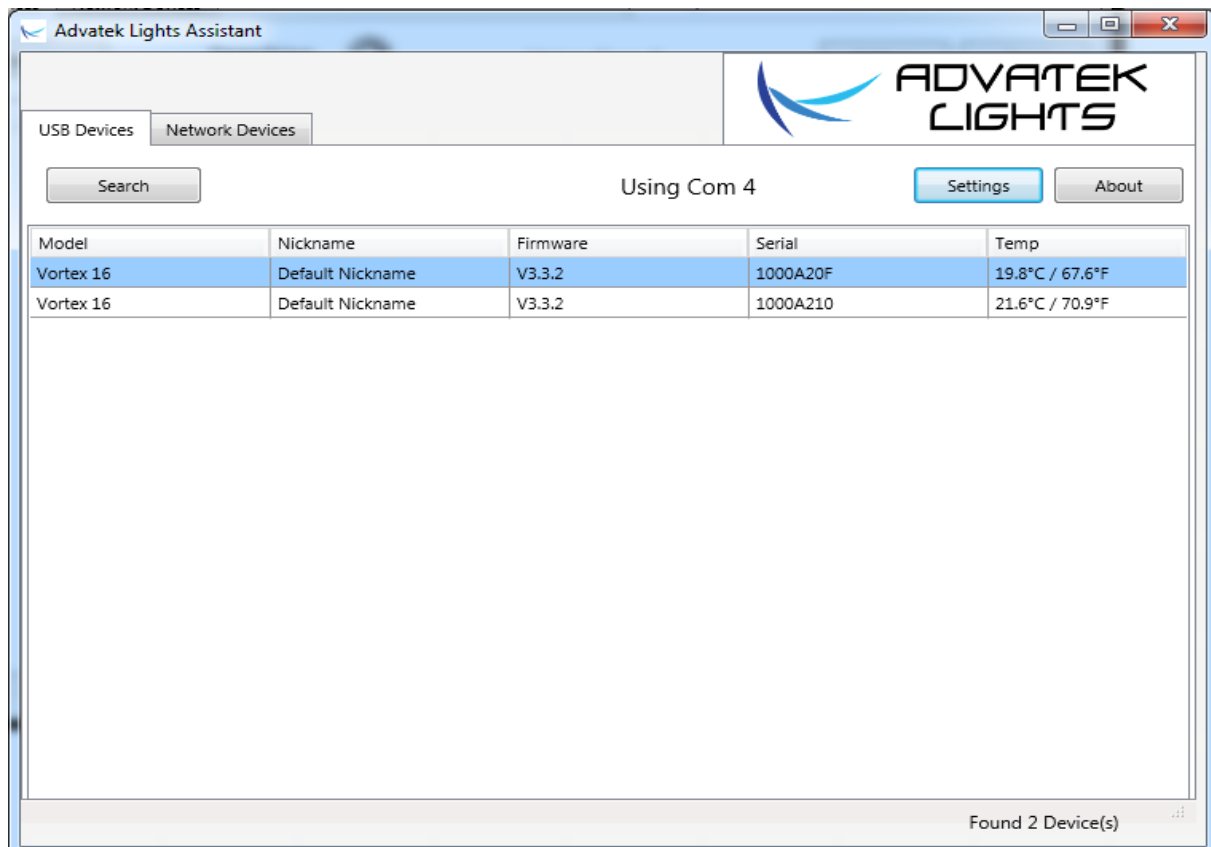 Advatek Lights Assistant
ADVATEK
LIGHTS
USB Devices Network Devices
Search Using Com 4 Settings About
Model Nickname Firmware Serial Temp
Vortex 16 Default Nickname V3.3.2 1000A20F 19.8°C / 67.6°F
Vortex 16 Default Nickname V3.3.2 1000A210 21.6°C / 70.9°F
Found 2 Device(s)